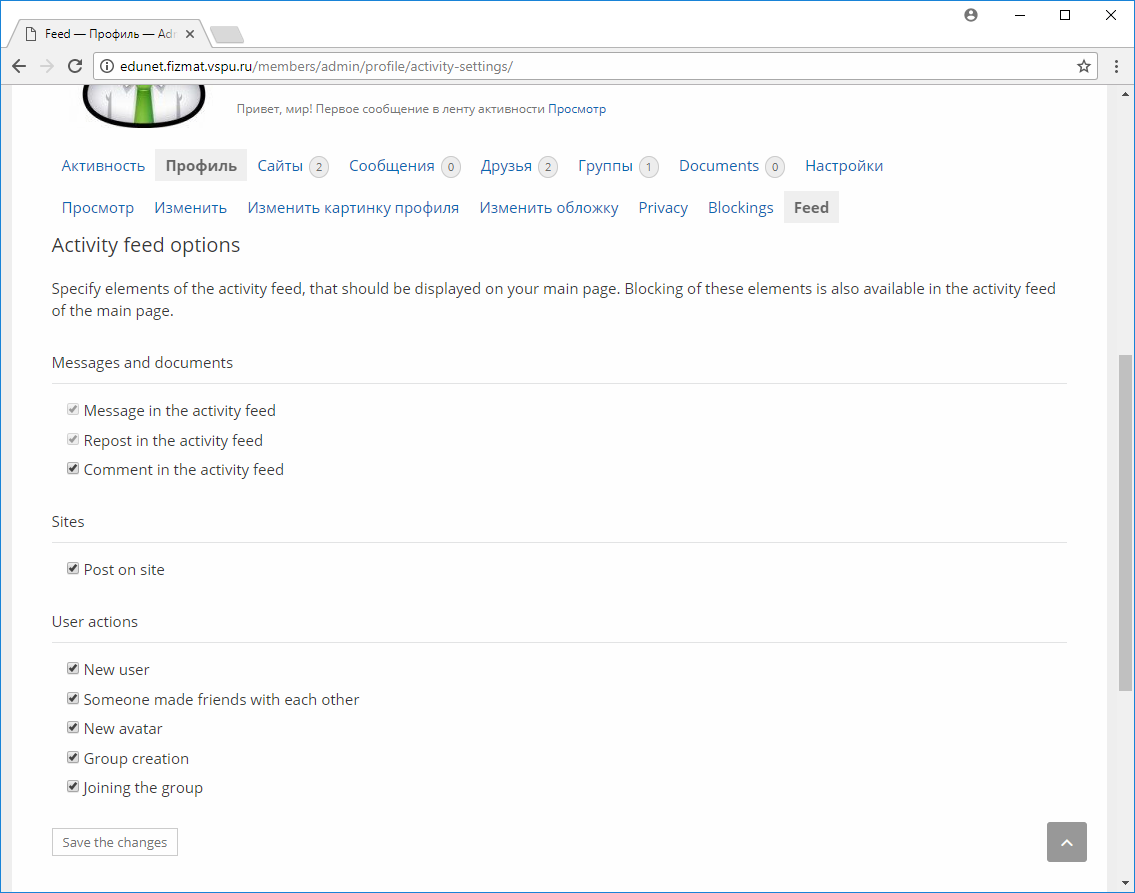 Feed — Профиль — Adm
edunet.fizmat.vspu.ru/members/admin/profile/activity-settings/
Привет, мир! Первое сообщение в ленту активности Просмотр
Активность Профиль Сайты 2 Сообщения 0 Друзья 2 Группы 1 Documents 0 Настройки
Просмотр Изменить Изменить картинку профиля Изменить обложку Privacy Blockings Feed
Activity feed options
Specify elements of the activity feed, that should be displayed on your main page. Blocking of these elements is also available in the activity feed
of the main page.
Messages and documents
Message in the activity feed
Repost in the activity feed
Comment in the activity feed
Sites
Post on site
User actions
New user
Someone made friends with each other
New avatar
Group creation
Joining the group
Save the changes